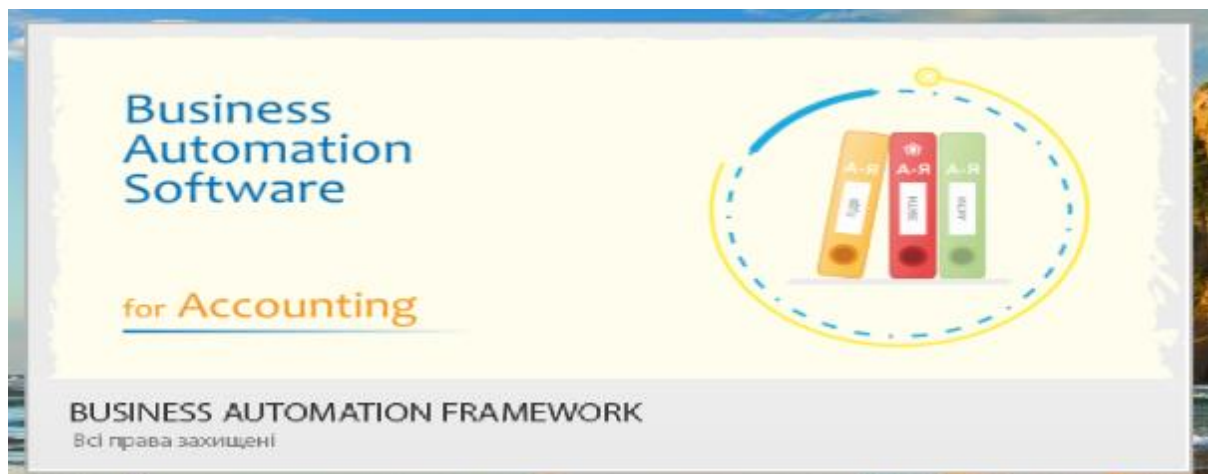 Business
Automation
Software
for Accounting
А-Я А-Я А-Я
BUSINESS AUTOMATION FRAMEWORK
Всі права захищені